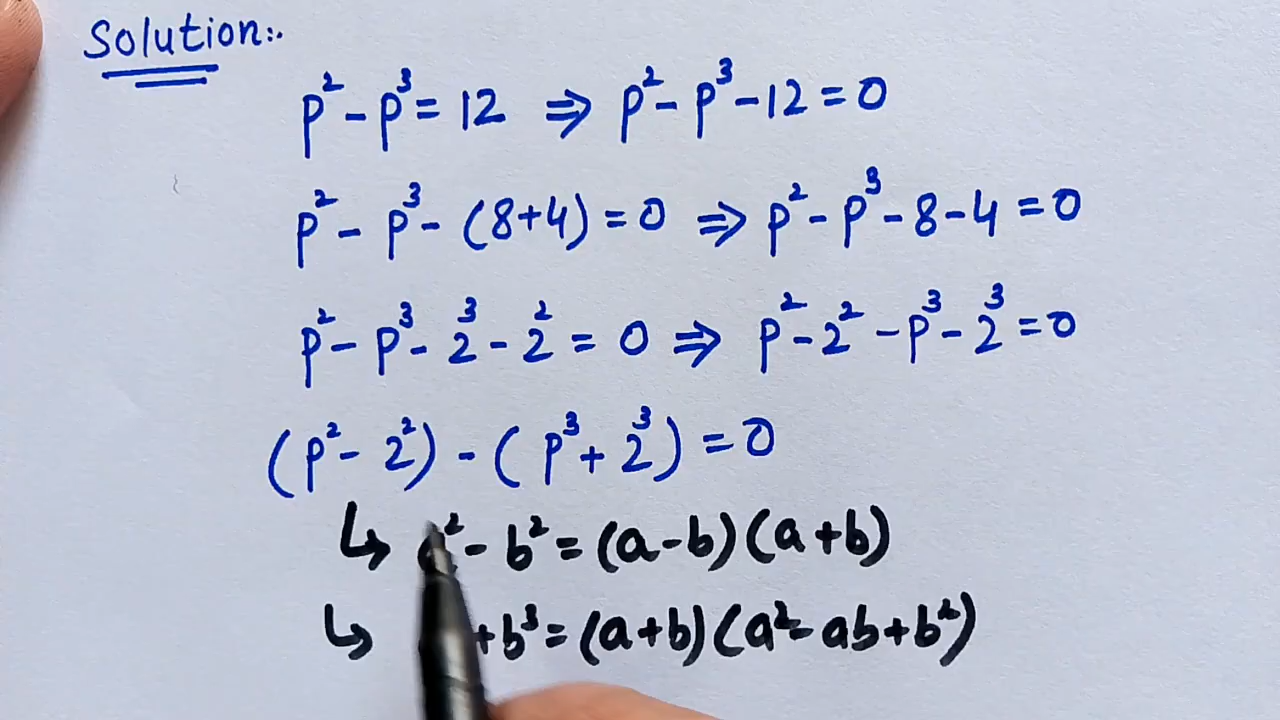 Solution:.
p² - p³ = 12 ⇒ p² - p³ - 12 = 0
p² - p³ - (8+4) = 0 ⇒ p² - p³ - 8 - 4 = 0
p² - p³ - 2³ - 2² = 0 ⇒ p² - 2² - p³ - 2³ = 0
(p² - 2²) - (p³ + 2³) = 0
↳ a² - b² = (a-b)(a+b)
↳ + b³ = (a+b)(a² - ab + b²)